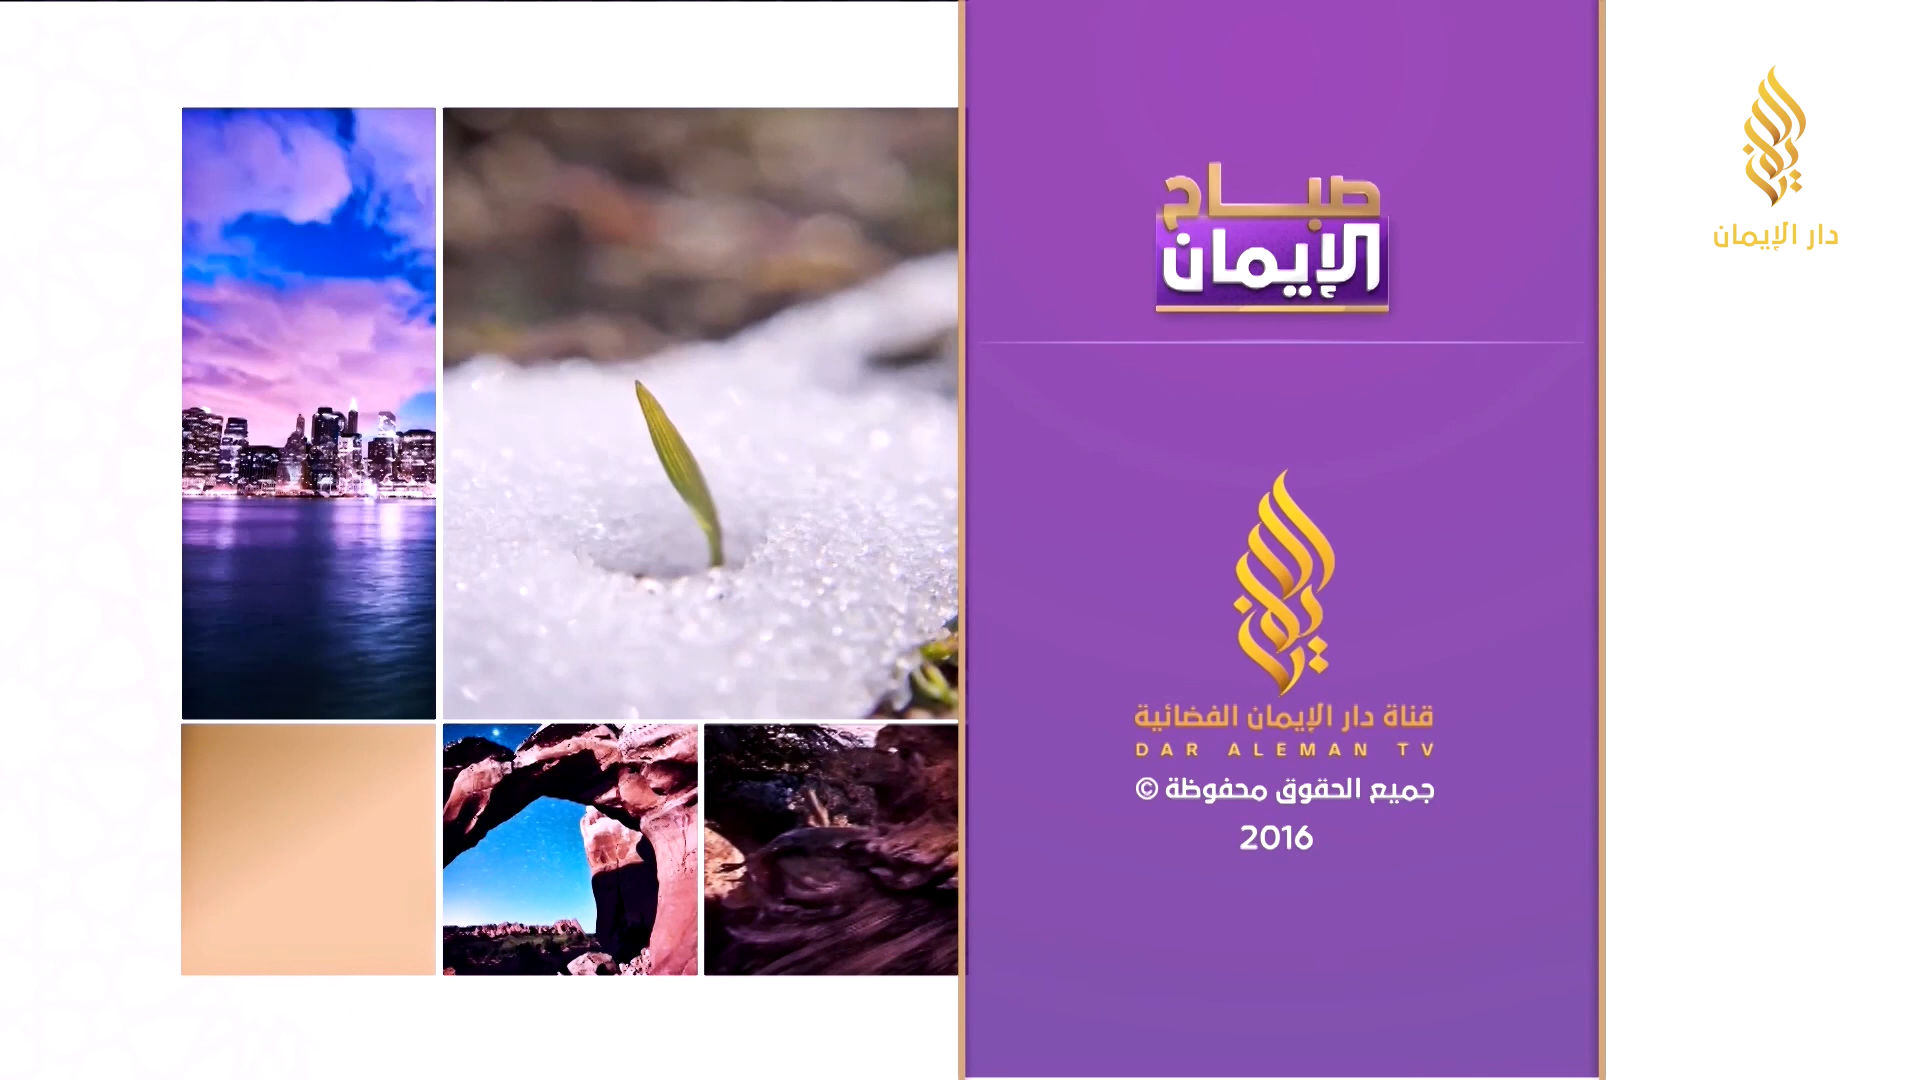 صباح
الإيمان
دار الإيمان
قناة دار الإيمان الفضائية
DAR ALEMAN TV
جميع الحقوق محفوظة ©
2016